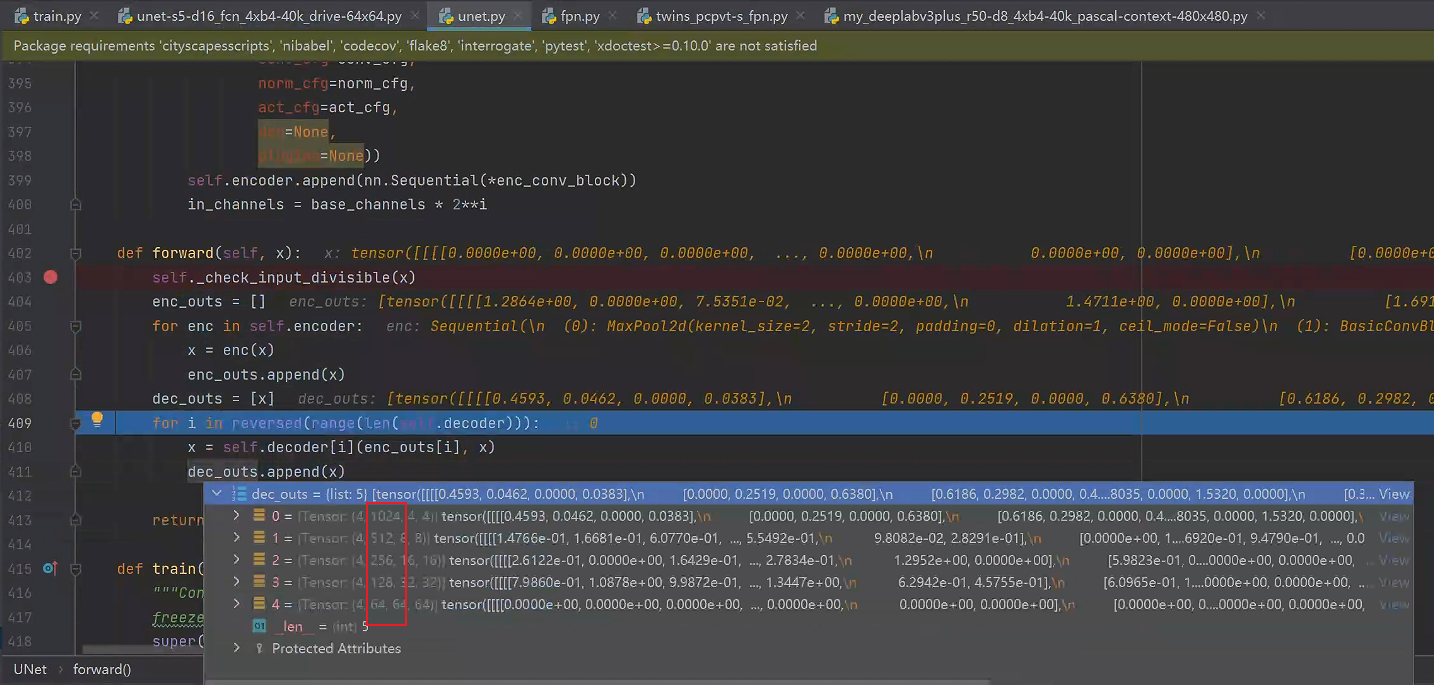 train.py × unet-s5-d16_fcn_4xb4-40k_drive-64x64.py × unet.py × fpn.py × twins_pcpvt-s_fpn.py × my_deeplabv3plus_r50-d8_4xb4-40k_pascal-context-480x480.py ×
Package requirements 'cityscapesscripts', 'nibabel', 'codecov', 'flake8', 'interrogate', 'pytest', 'xdoctest>=0.10.0' are not satisfied
395 norm_cfg=norm_cfg,
396 act_cfg=act_cfg,
397 dcn=None,
398 plugins=None))
399 self.encoder.append(nn.Sequential(*enc_conv_block))
400 in_channels = base_channels * 2**i
401
402 def forward(self, x): x: tensor([[[[0.0000e+00, 0.0000e+00, 0.0000e+00, ..., 0.0000e+00,\n 0.0000e+00, 0.0000e+00],\n [0.0000e+0
403 self._check_input_divisible(x)
404 enc_outs = [] enc_outs: [tensor([[[[1.2864e+00, 0.0000e+00, 7.5351e-02, ..., 0.0000e+00,\n 1.4711e+00, 0.0000e+00],\n [1.691
405 for enc in self.encoder: enc: Sequential(\n (0): MaxPool2d(kernel_size=2, stride=2, padding=0, dilation=1, ceil_mode=False)\n (1): BasicConvBl
406 x = enc(x)
407 enc_outs.append(x)
408 dec_outs = [x] dec_outs: [tensor([[[[0.4593, 0.0462, 0.0000, 0.0383],\n [0.0000, 0.2519, 0.0000, 0.6380],\n [0.6186, 0.2982, 0.0
409 for i in reversed(range(len(self.decoder))): i: 0
410 x = self.decoder[i](enc_outs[i], x)
411 dec_outs.append(x)
412 dec_outs = {list: 5} [tensor([[[[0.4593, 0.0462, 0.0000, 0.0383],\n [0.0000, 0.2519, 0.0000, 0.6380],\n [0.6186, 0.2982, 0.0000, 0.4....8035, 0.0000, 1.5320, 0.0000],\n [0.3... View
413 return 0 = {Tensor: (4, 1024, 4, 4)} tensor([[[[0.4593, 0.0462, 0.0000, 0.0383],\n [0.0000, 0.2519, 0.0000, 0.6380],\n [0.6186, 0.2982, 0.0000, 0.4....8035, 0.0000, 1.5320, 0.0000],\ View
1 = {Tensor: (4, 512, 8, 8)} tensor([[[[1.4766e-01, 1.6681e-01, 6.0770e-01, ..., 5.5492e-01,\n 9.8082e-02, 2.8291e-01],\n [0.0000e+00, 1....6920e-01, 9.4790e-01, ..., 0.0 View
414 2 = {Tensor: (4, 256, 16, 16)} tensor([[[[2.6122e-01, 0.0000e+00, 1.6429e-01, ..., 2.7834e-01,\n 1.2952e+00, 0.0000e+00],\n [5.9823e-01, 0....0000e+00, 0.0000e+00, ... View
415 def train( 3 = {Tensor: (4, 128, 32, 32)} tensor([[[[7.9860e-01, 1.0878e+00, 9.9872e-01, ..., 1.3447e+00,\n 6.2942e-01, 4.5755e-01],\n [6.0965e-01, 1....0000e+00, 0.0000e+00, ... View
416 """Con 4 = {Tensor: (4, 64, 64, 64)} tensor([[[[0.0000e+00, 0.0000e+00, 0.0000e+00, ..., 0.0000e+00,\n 0.0000e+00, 0.0000e+00],\n [0.0000e+00, 0....0000e+00, 0.0000e+00, View
417 freeze __len__ = {int} 5
418 super( Protected Attributes
UNet › forward()